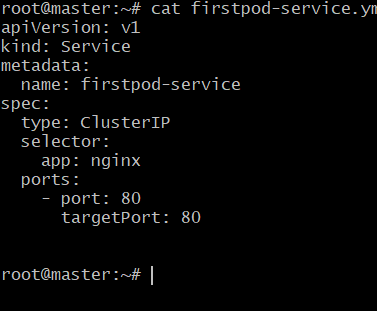 root@master:~# cat firstpod-service.ym
apiVersion: v1
kind: Service
metadata:
  name: firstpod-service
spec:
  type: ClusterIP
  selector:
    app: nginx
  ports:
    - port: 80
      targetPort: 80
root@master:~#